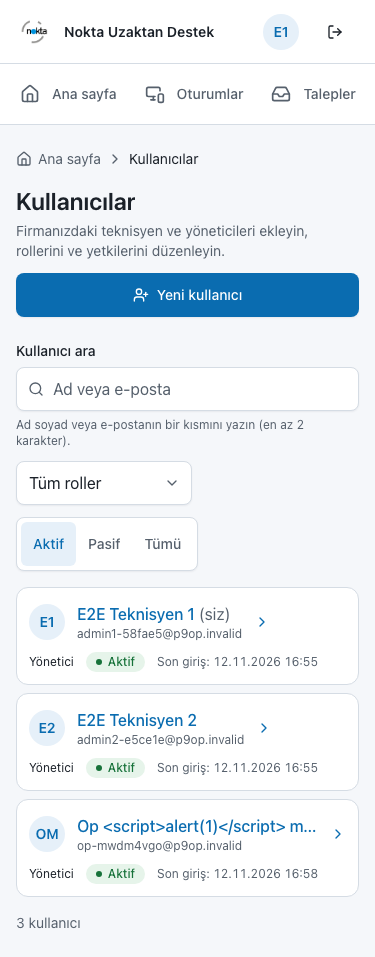 nokta
Nokta Uzaktan Destek
E1
Ana sayfa
Oturumlar
Talepler
Ana sayfa
Kullanıcılar
Kullanıcılar
Firmanızdaki teknisyen ve yöneticileri ekleyin,
rollerini ve yetkilerini düzenleyin.
Yeni kullanıcı
Kullanıcı ara
Ad veya e-posta
Ad soyad veya e-postanın bir kısmını yazın (en az 2
karakter).
Tüm roller
Aktif
Pasif
Tümü
E1
E2E Teknisyen 1 (siz)
admin1-58fae5@p9op.invalid
Yönetici
Aktif
Son giriş: 12.11.2026 16:55
E2
E2E Teknisyen 2
admin2-e5ce1e@p9op.invalid
Yönetici
Aktif
Son giriş: 12.11.2026 16:55
OM
Op <script>alert(1)</script> m...
op-mwdm4vgo@p9op.invalid
Yönetici
Aktif
Son giriş: 12.11.2026 16:58
3 kullanıcı